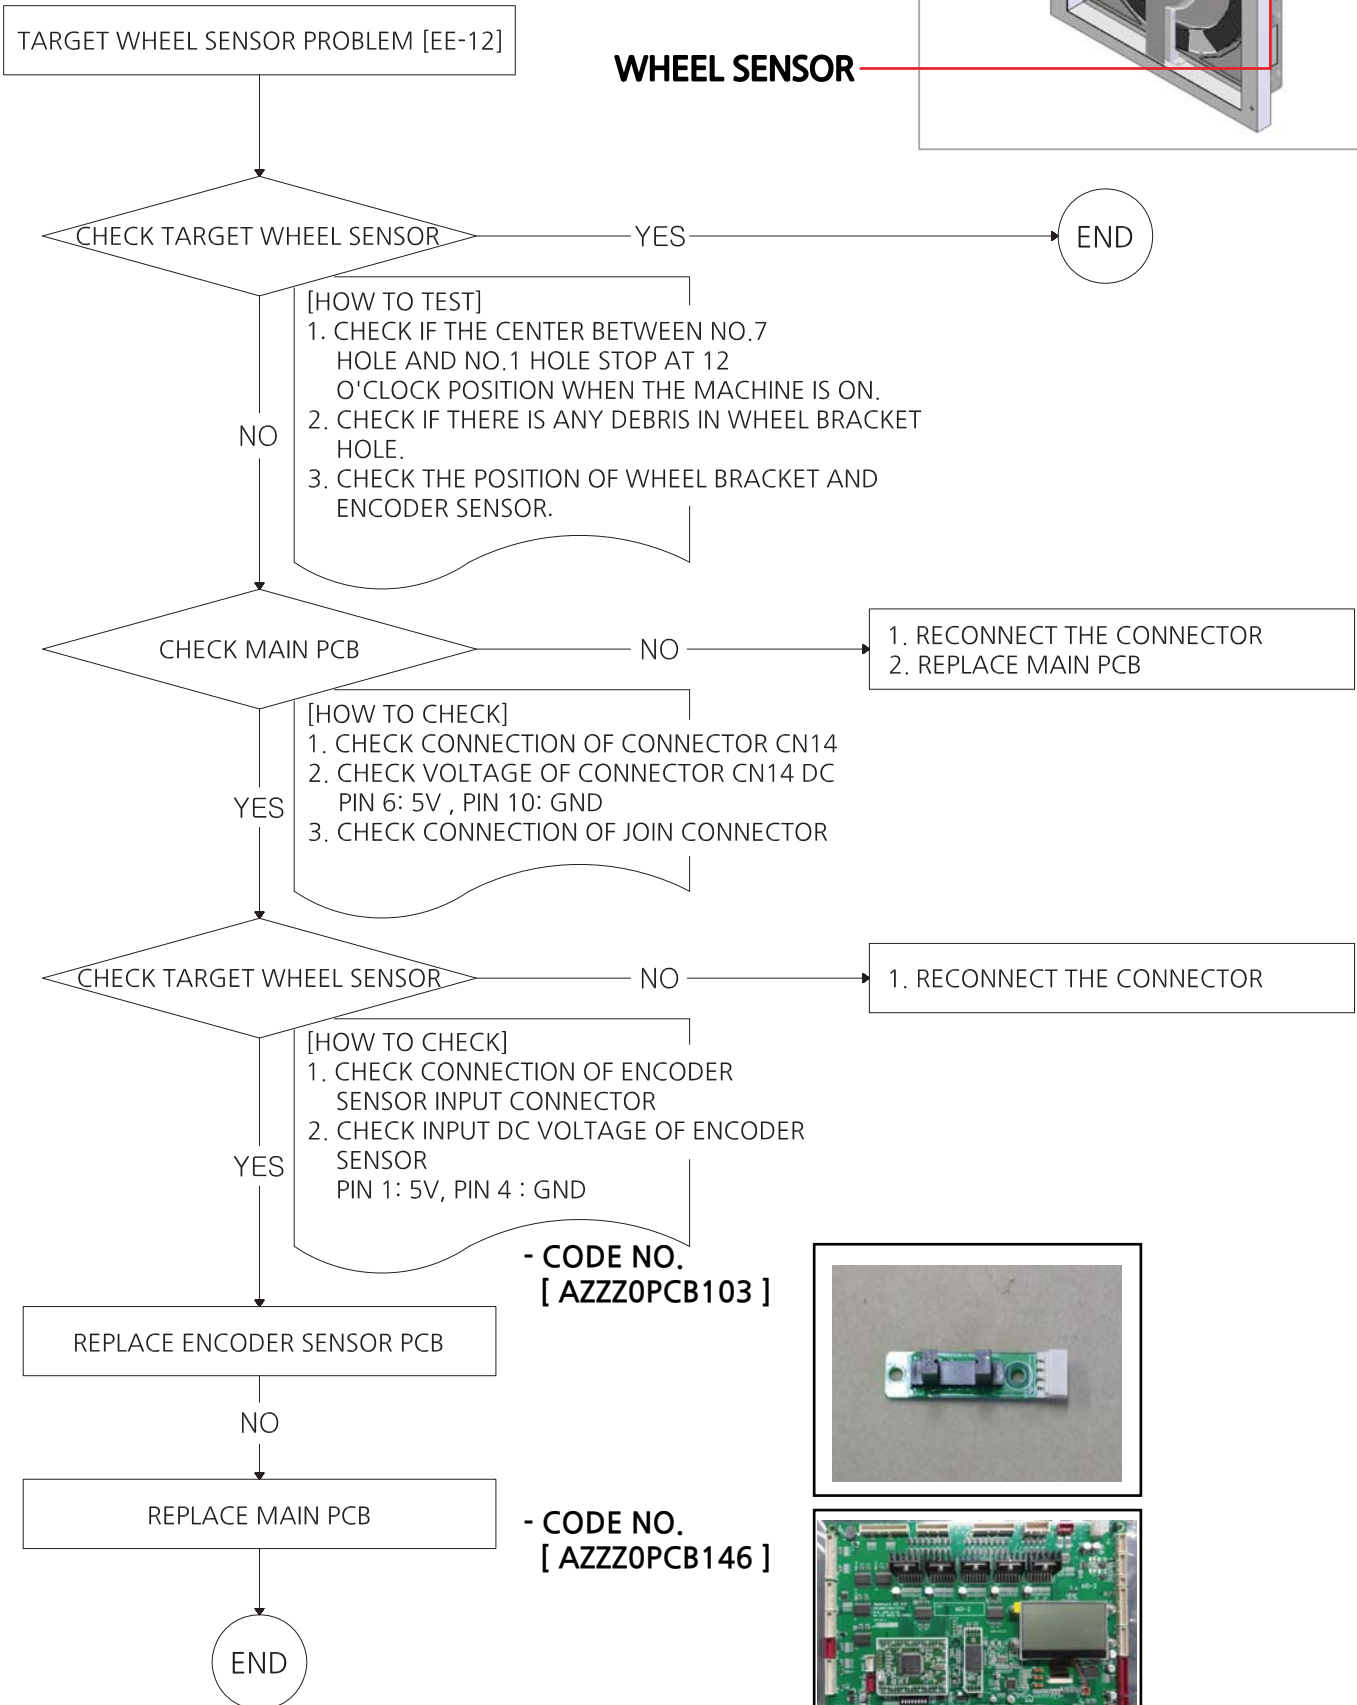 TARGET WHEEL SENSOR PROBLEM [EE-12]
WHEEL SENSOR
CHECK TARGET WHEEL SENSOR
YES
END
[HOW TO TEST]
1. CHECK IF THE CENTER BETWEEN NO.7
HOLE AND NO.1 HOLE STOP AT 12
O'CLOCK POSITION WHEN THE MACHINE IS ON.
2. CHECK IF THERE IS ANY DEBRIS IN WHEEL BRACKET
HOLE.
3. CHECK THE POSITION OF WHEEL BRACKET AND
ENCODER SENSOR.
NO
CHECK MAIN PCB
NO
1. RECONNECT THE CONNECTOR
2. REPLACE MAIN PCB
[HOW TO CHECK]
1. CHECK CONNECTION OF CONNECTOR CN14
2. CHECK VOLTAGE OF CONNECTOR CN14 DC
PIN 6: 5V , PIN 10: GND
3. CHECK CONNECTION OF JOIN CONNECTOR
YES
CHECK TARGET WHEEL SENSOR
NO
1. RECONNECT THE CONNECTOR
[HOW TO CHECK]
1. CHECK CONNECTION OF ENCODER
SENSOR INPUT CONNECTOR
2. CHECK INPUT DC VOLTAGE OF ENCODER
SENSOR
PIN 1: 5V, PIN 4 : GND
YES
- CODE NO.
[ AZZZ0PCB103 ]
REPLACE ENCODER SENSOR PCB
NO
REPLACE MAIN PCB
- CODE NO.
[ AZZZ0PCB146 ]
END